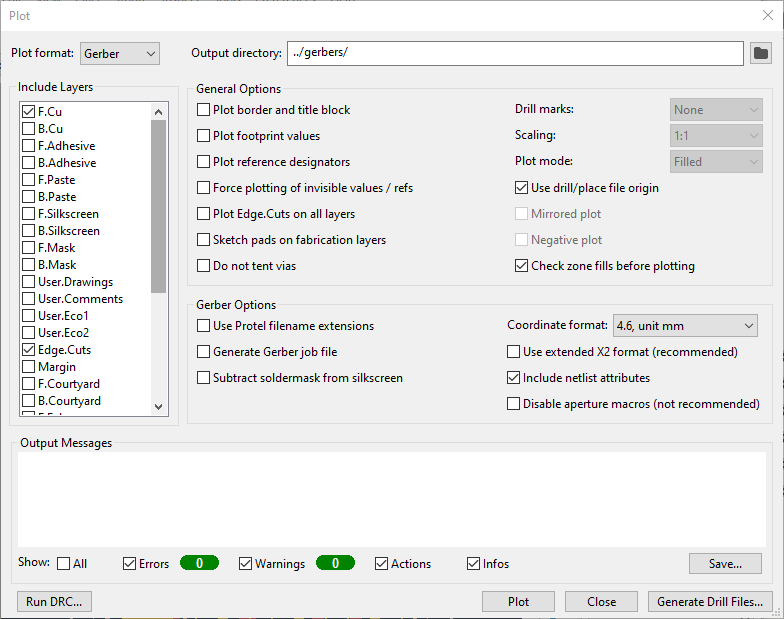 Plot
Plot format: Gerber Output directory: ../gerbers/
Include Layers
F.Cu
B.Cu
F.Adhesive
B.Adhesive
F.Paste
B.Paste
F.Silkscreen
B.Silkscreen
F.Mask
B.Mask
User.Drawings
User.Comments
User.Eco1
User.Eco2
Edge.Cuts
Margin
F.Courtyard
B.Courtyard
General Options
Plot border and title block
Plot footprint values
Plot reference designators
Force plotting of invisible values / refs
Plot Edge.Cuts on all layers
Sketch pads on fabrication layers
Do not tent vias
Drill marks: None
Scaling: 1:1
Plot mode: Filled
Use drill/place file origin
Mirrored plot
Negative plot
Check zone fills before plotting
Gerber Options
Use Protel filename extensions
Generate Gerber job file
Subtract soldermask from silkscreen
Coordinate format: 4.6, unit mm
Use extended X2 format (recommended)
Include netlist attributes
Disable aperture macros (not recommended)
Output Messages
Show: All Errors 0 Warnings 0 Actions Infos Save...
Run DRC... Plot Close Generate Drill Files...